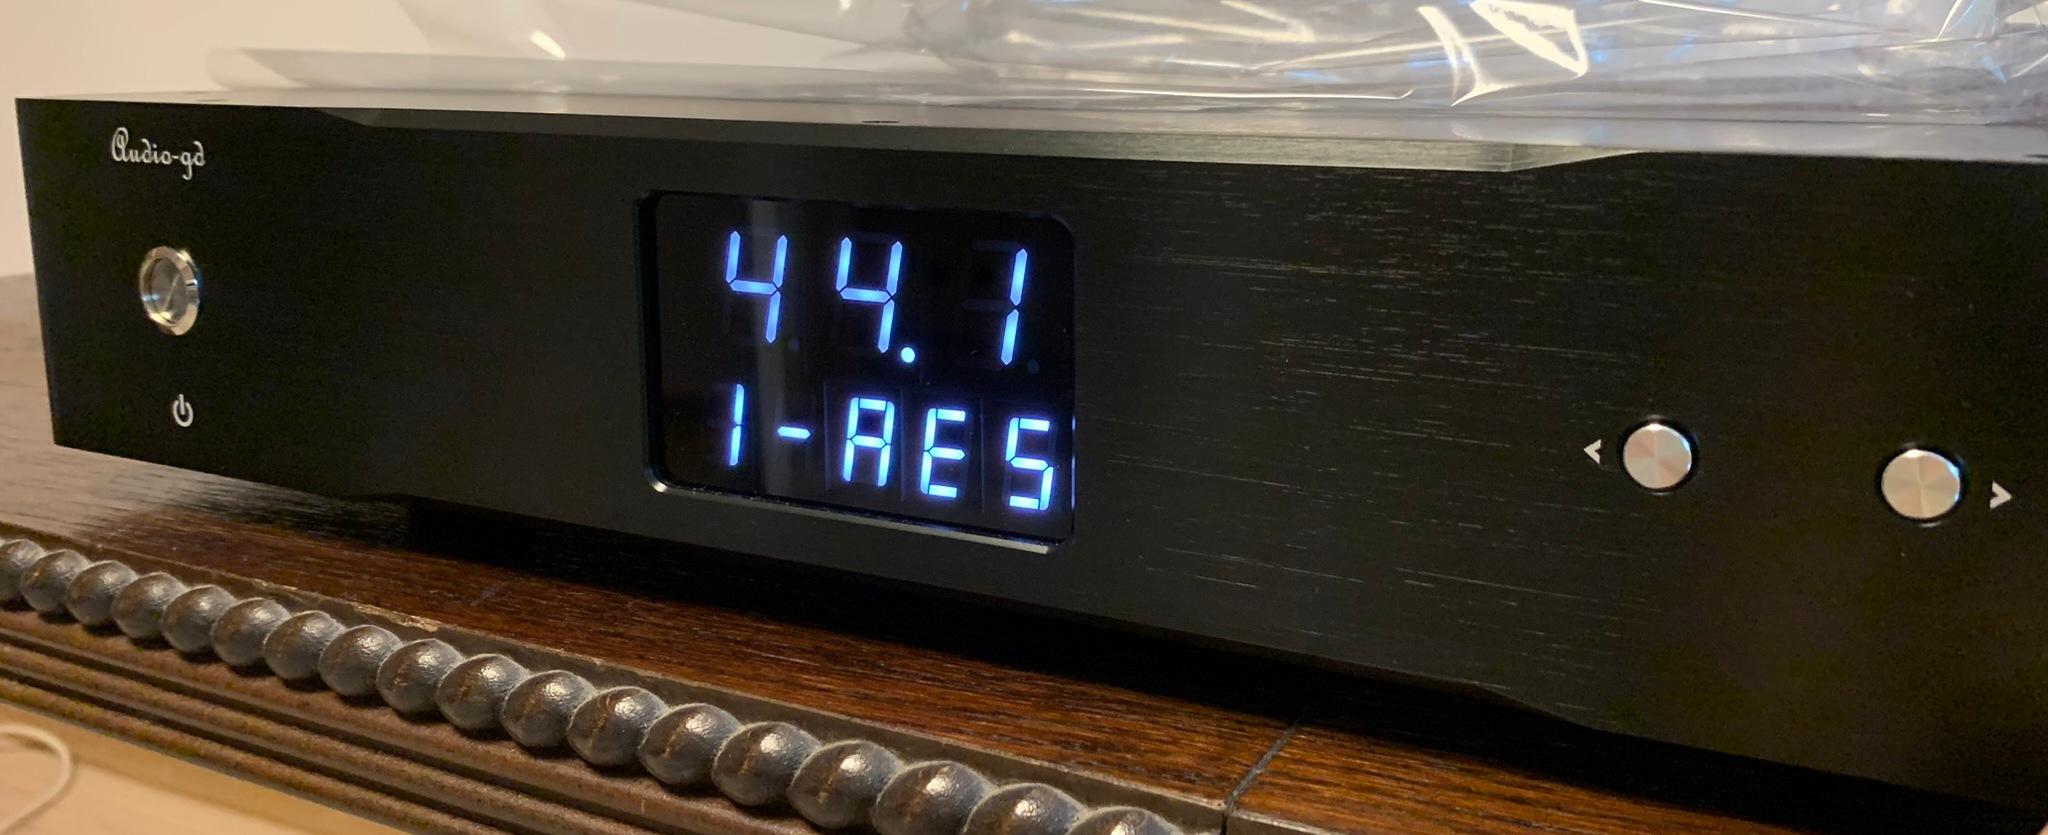 Audio-gd
44.1
1-AES
< >